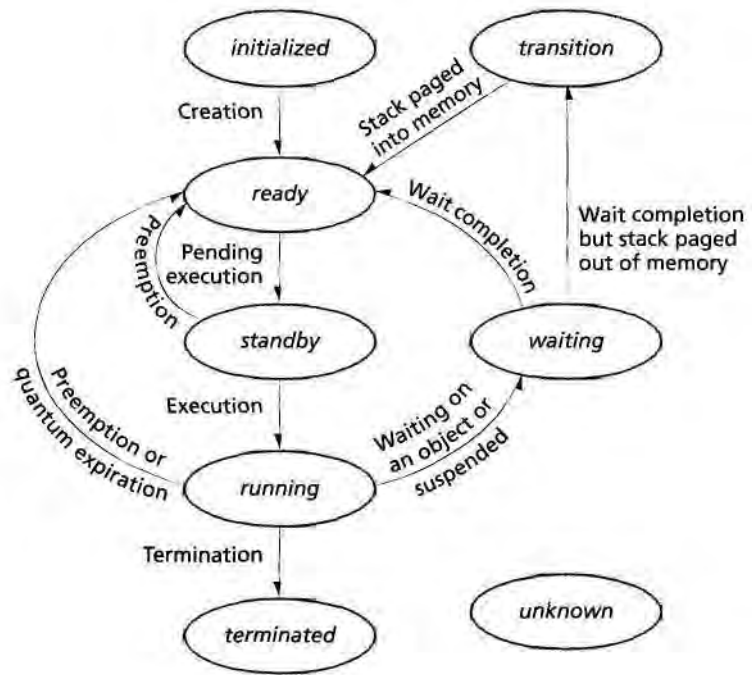 initialized
transition
Creation
Stack paged
into memory
ready
Wait completion
Preemption
Pending
execution
Wait completion
but stack paged
out of memory
standby
waiting
Preemption or
quantum expiration
Execution
Waiting on
an object or
suspended
running
Termination
terminated
unknown